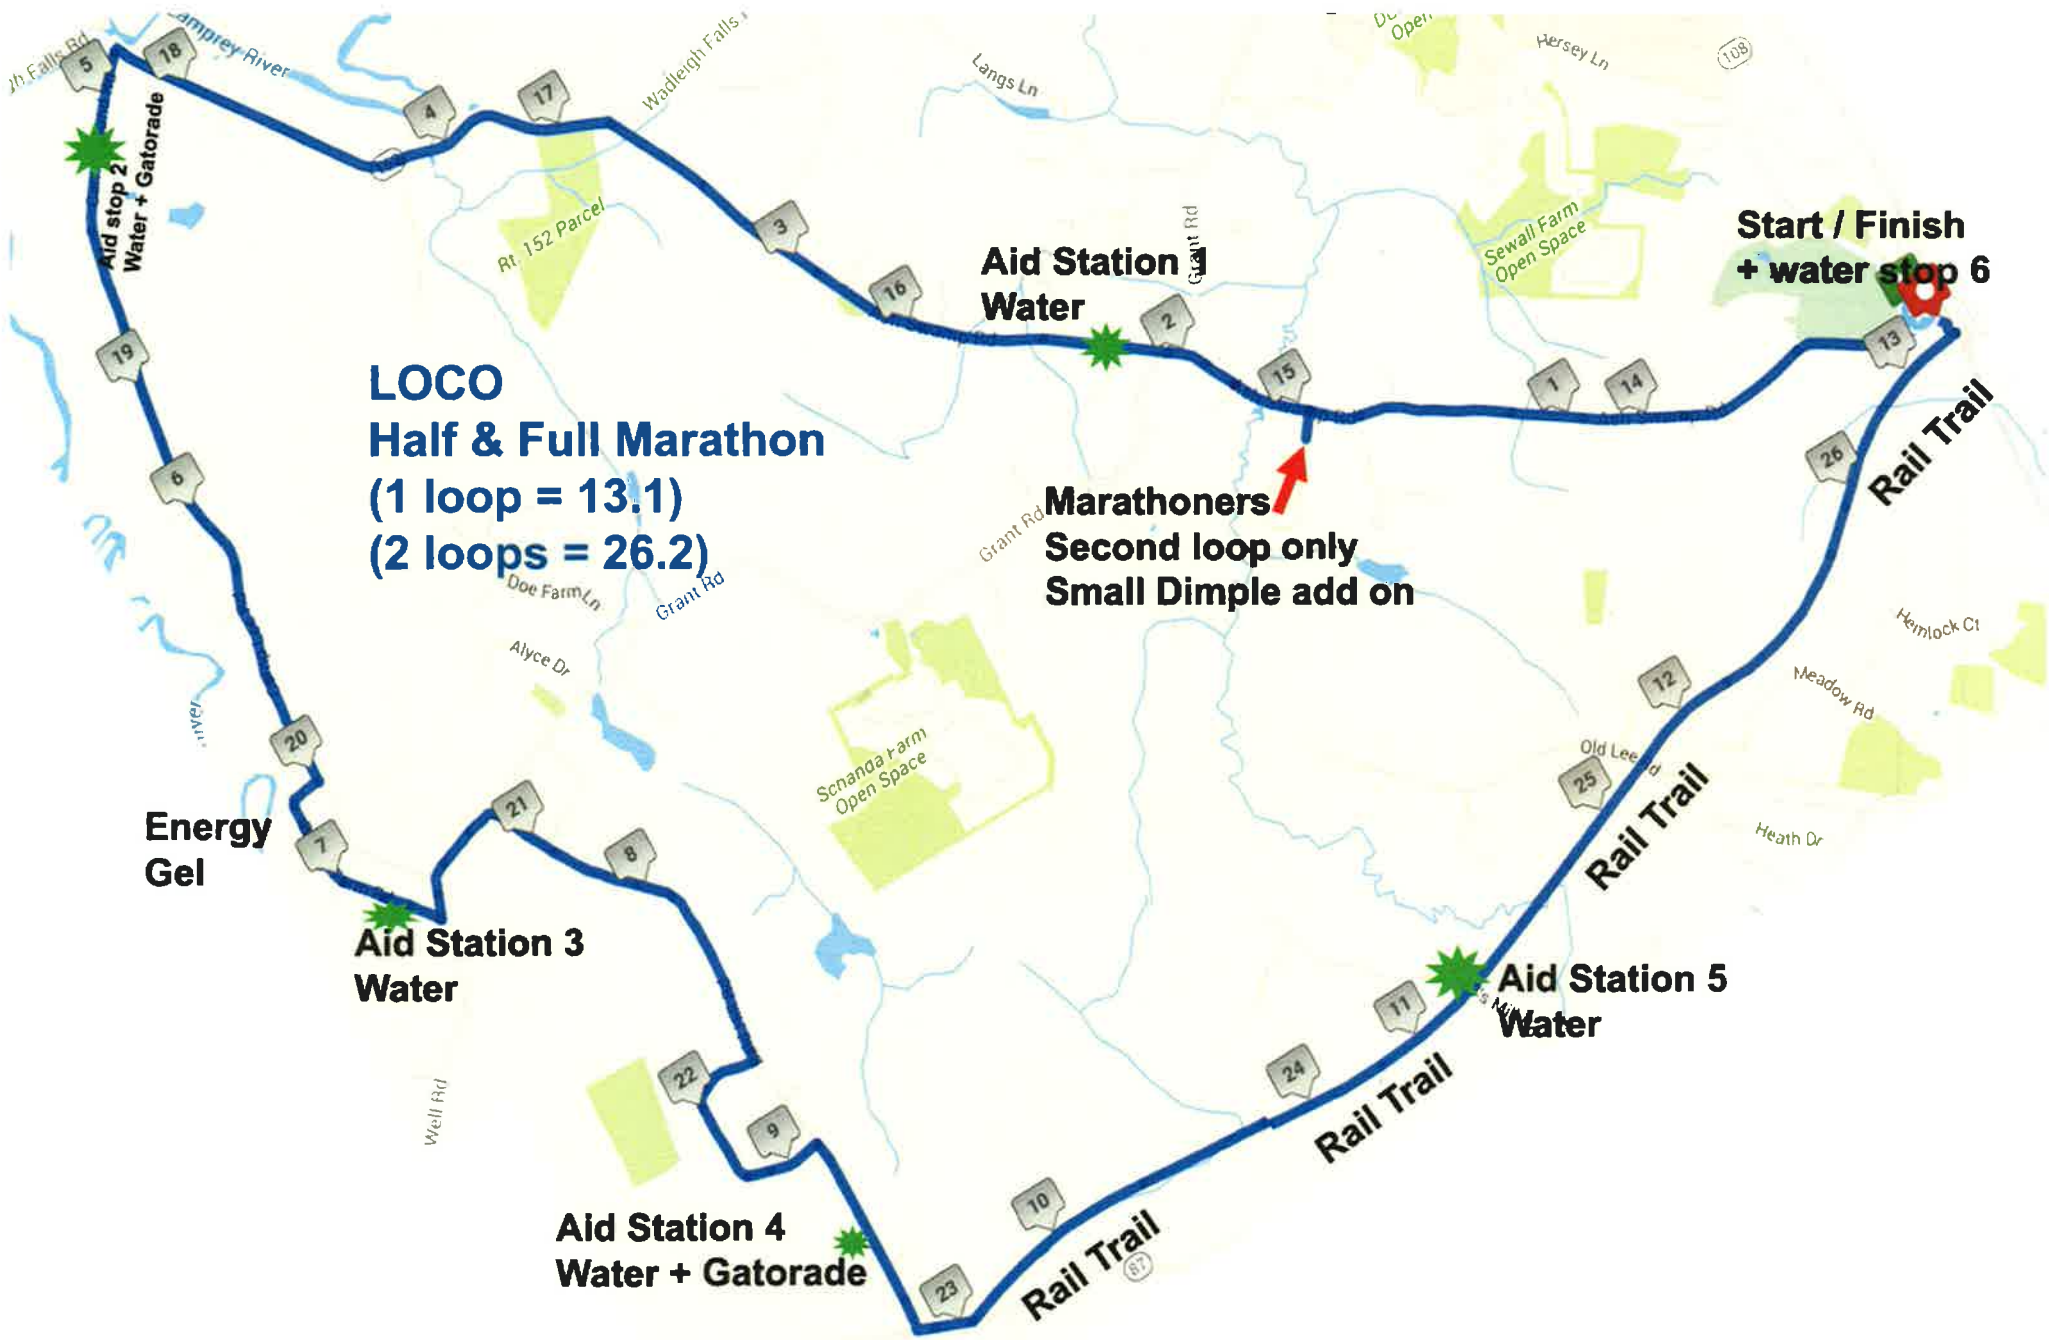 Lamprey River
Wadleigh Falls
Langs Ln
Open
Hersey Ln
108
5
18
4
17
Aid stop 2
Water + Gatorade
Rt. 152 Parcel
3
16
Aid Station 1
Water
Grant Rd
2
Sewall Farm
Open Space
Start / Finish
+ water stop 6
13
15
1
14
19
6
LOCO
Half & Full Marathon
(1 loop = 13.1)
(2 loops = 26.2)
Marathoners
Second loop only
Small Dimple add on
Grant Rd
Doe Farm Ln
Grant Rd
Alyce Dr
26
Rail Trail
Hemlock Ct
Meadow Rd
12
Heath Dr
25
Rail Trail
20
Energy
Gel
7
21
8
Open Space
Aid Station 3
Water
Well Rd
22
9
Aid Station 4
Water + Gatorade
23
10
Rail Trail
87
24
Rail Trail
11
Aid Station 5
Water